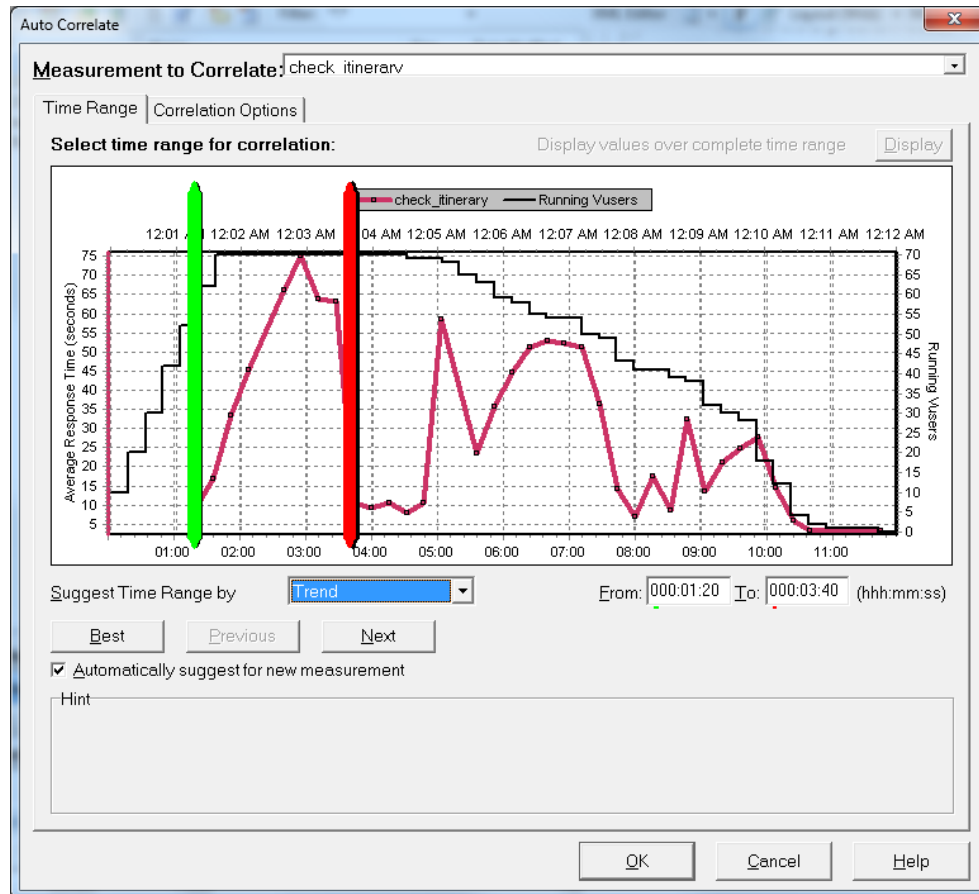 Auto Correlate
Measurement to Correlate: check_itinerary
Time Range Correlation Options
Select time range for correlation: Display values over complete time range Display
check_itinerary Running Vusers
12:01 AM 12:02 AM 12:03 AM 12:04 AM 12:05 AM 12:06 AM 12:07 AM 12:08 AM 12:09 AM 12:10 AM 12:11 AM 12:12 AM
75 70
70 65
65 60
60 55
55 50
50 45
45 40
40 35
35 30
30 25
25 20
20 15
15 10
10 5
5 0
Average Response Time (seconds)
Running Vusers
01:00 02:00 03:00 04:00 05:00 06:00 07:00 08:00 09:00 10:00 11:00
Suggest Time Range by Trend From: 000:01:20 To: 000:03:40 (hhh:mm:ss)
Best Previous Next
Automatically suggest for new measurement
Hint
OK Cancel Help